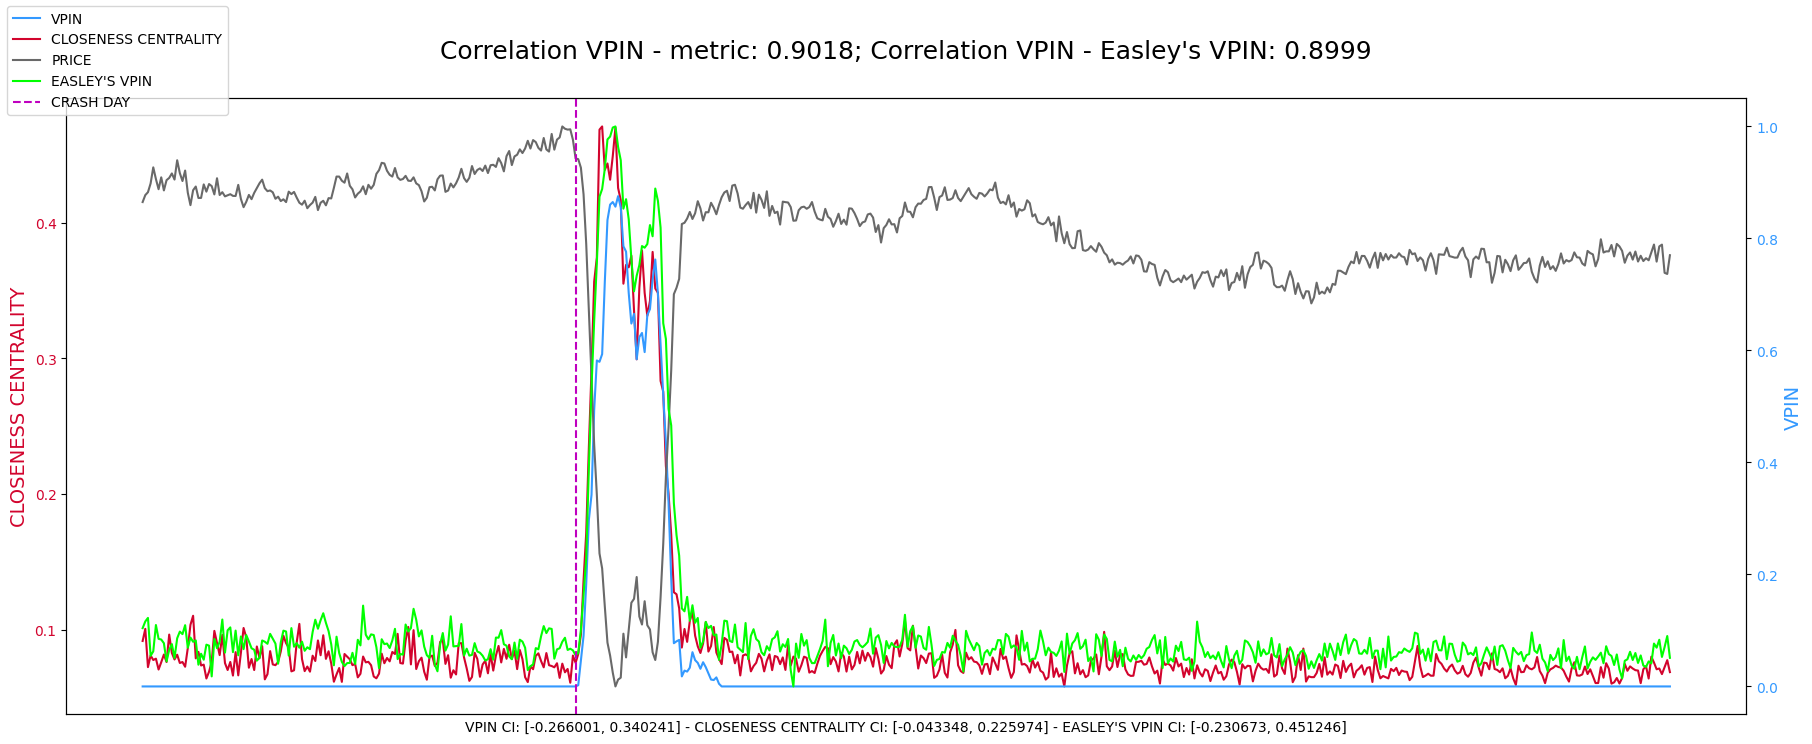 VPIN
CLOSENESS CENTRALITY
PRICE
EASLEY'S VPIN
CRASH DAY
Correlation VPIN - metric: 0.9018; Correlation VPIN - Easley's VPIN: 0.8999
CLOSENESS CENTRALITY
0.4
0.3
0.2
0.1
1.0
0.8
0.6
0.4
0.2
0.0
VPIN
VPIN CI: [-0.266001, 0.340241] - CLOSENESS CENTRALITY CI: [-0.043348, 0.225974] - EASLEY'S VPIN CI: [-0.230673, 0.451246]